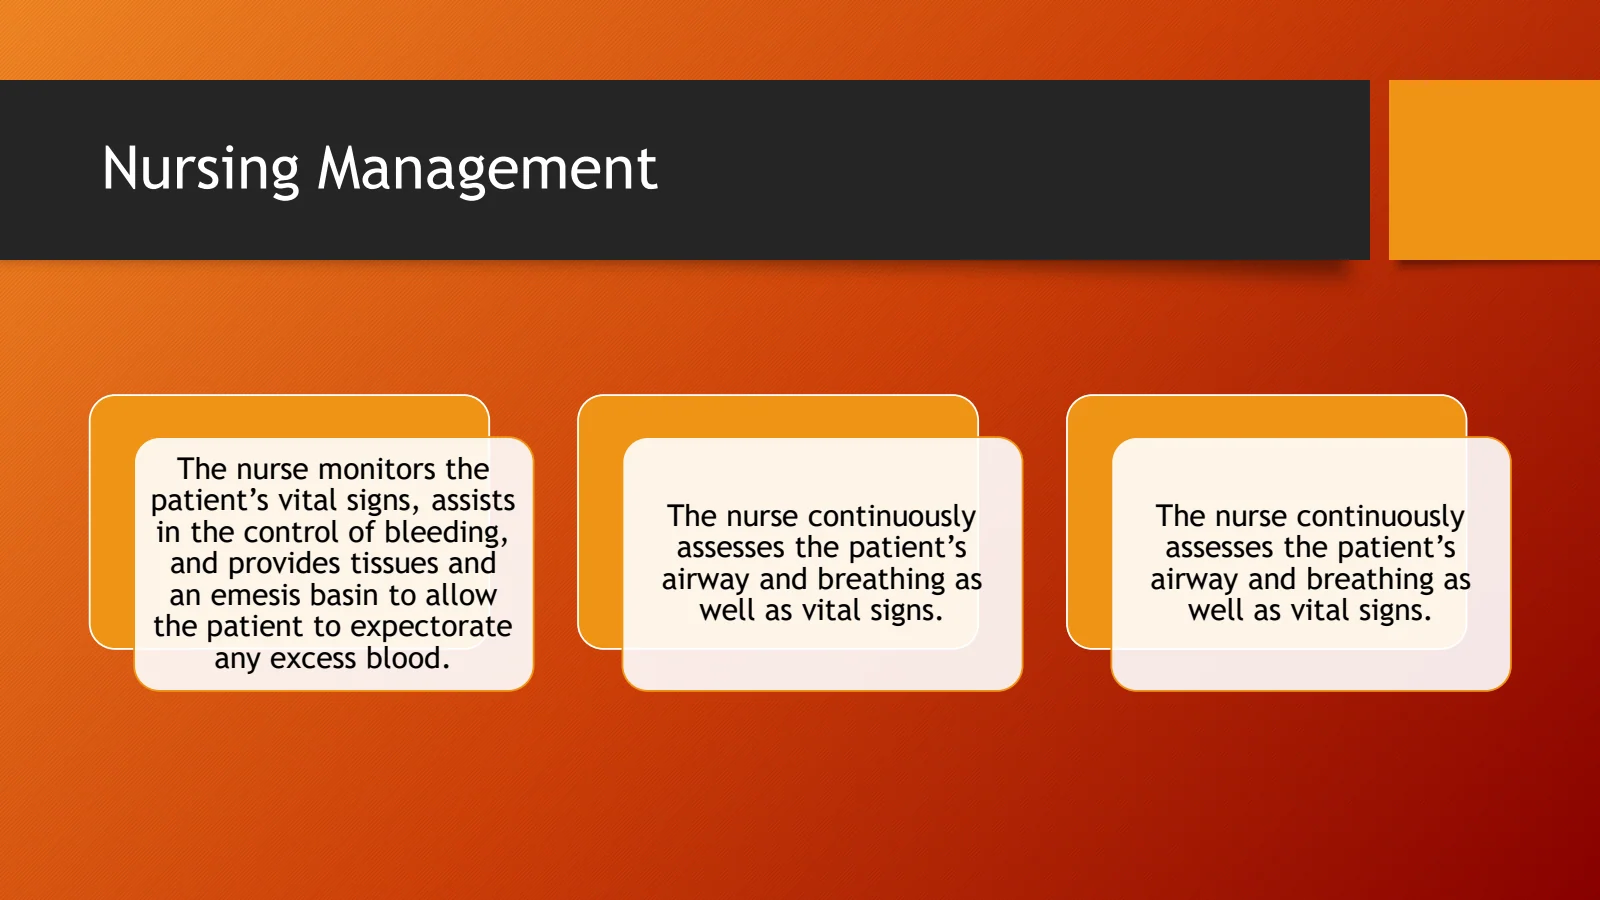 Nursing Management
The nurse monitors the
patient’s vital signs, assists
in the control of bleeding,
and provides tissues and
an emesis basin to allow
the patient to expectorate
any excess blood.
The nurse continuously
assesses the patient’s
airway and breathing as
well as vital signs.
The nurse continuously
assesses the patient’s
airway and breathing as
well as vital signs.